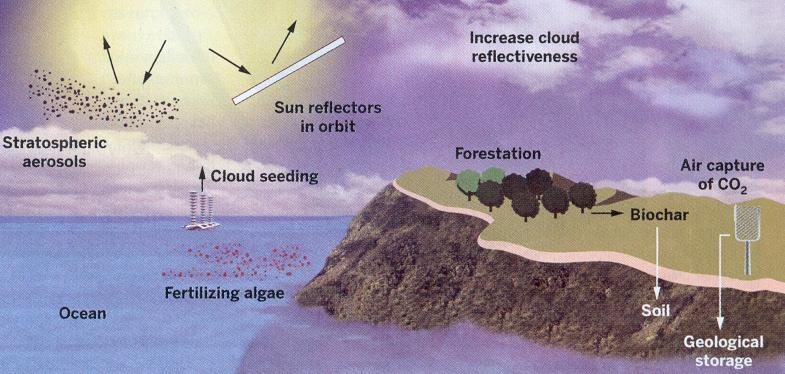 Increase cloud
reflectiveness
Sun reflectors
in orbit
Stratospheric
aerosols
Cloud seeding
Forestation
Air capture
of CO₂
Biochar
Fertilizing algae
Ocean
Soil
Geological
storage